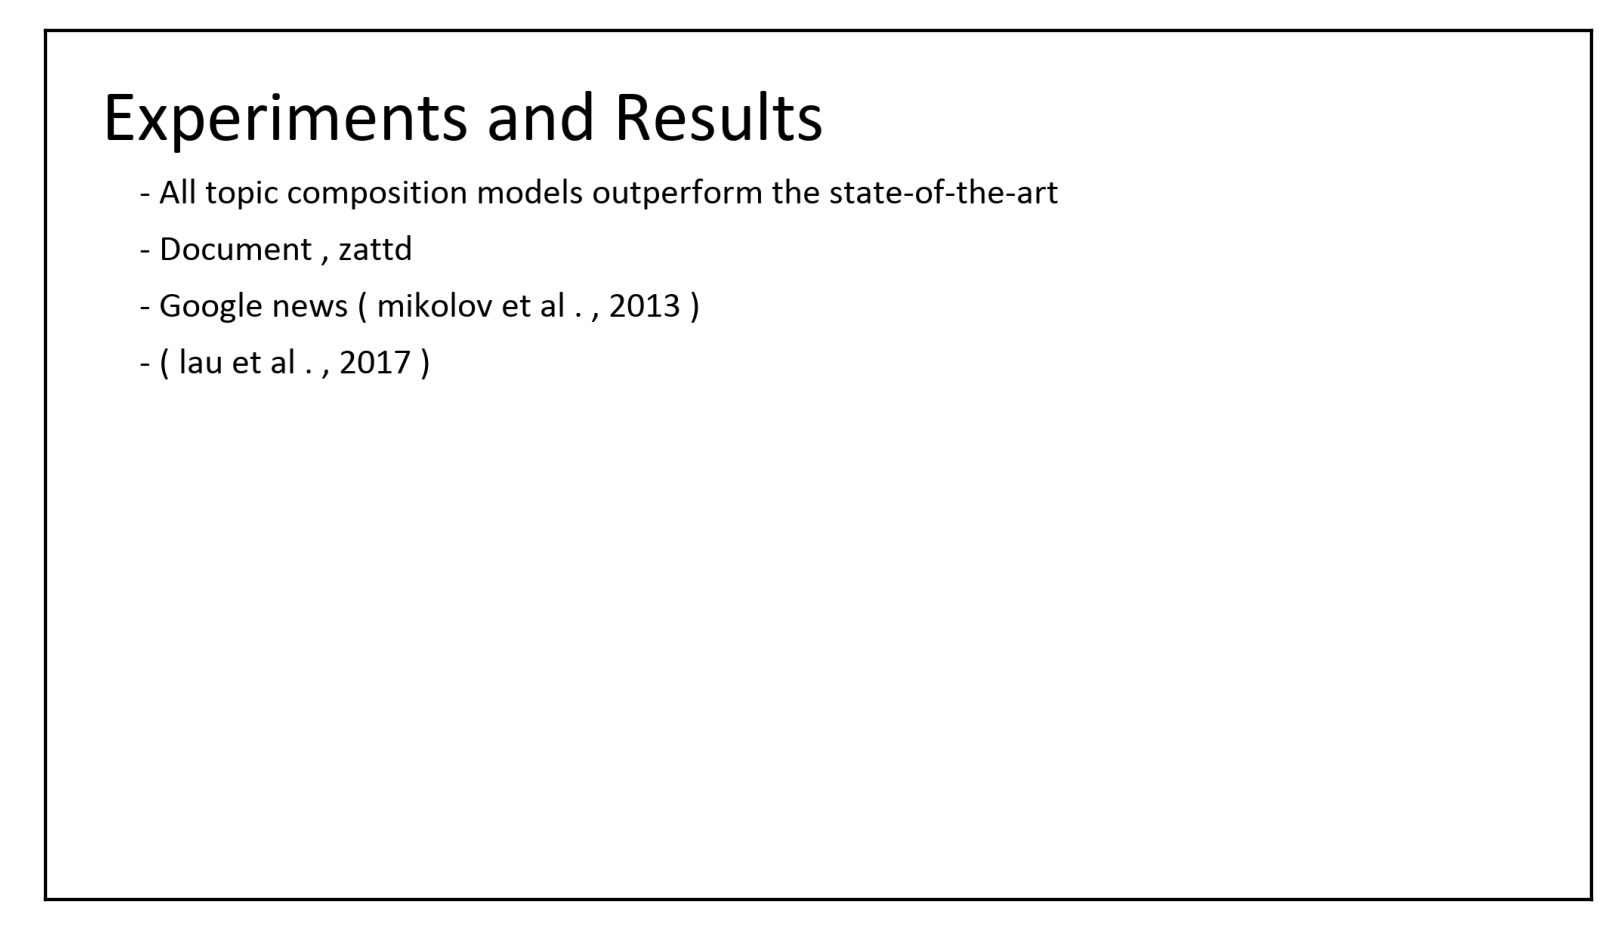 Experiments and Results
- All topic composition models outperform the state-of-the-art
- Document , zattd
- Google news ( mikolov et al . , 2013 )
- ( lau et al . , 2017 )